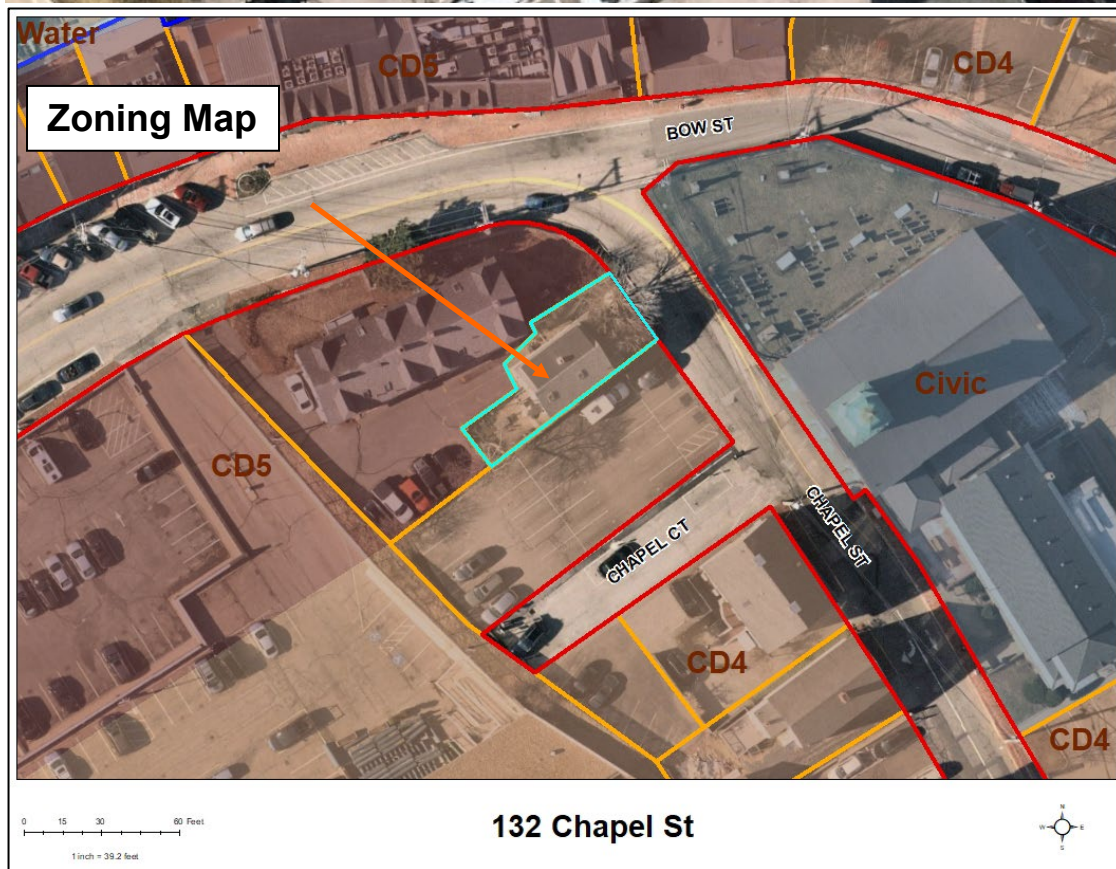 Water
CD5
CD4
Zoning Map
BOW ST
Civic
CD5
CHAPEL ST
CHAPEL CT
CD4
CD4
0 15 30 60 Feet
1 inch = 39.2 feet
132 Chapel St
N
W E
S